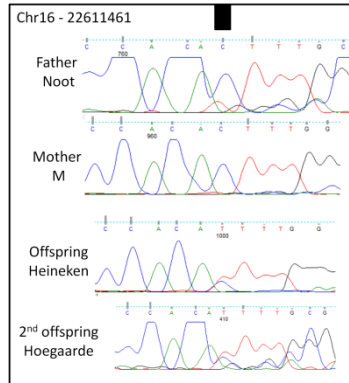 Chr16 - 22611461
C C A C A C T T T G C
760
Father
Noot
C C A C A C T T T G G
960
Mother
M
C C A C A T T T T G G
1000
Offspring
Heineken
C C A C A T T T T G C G
410
2nd offspring
Hoegaarde